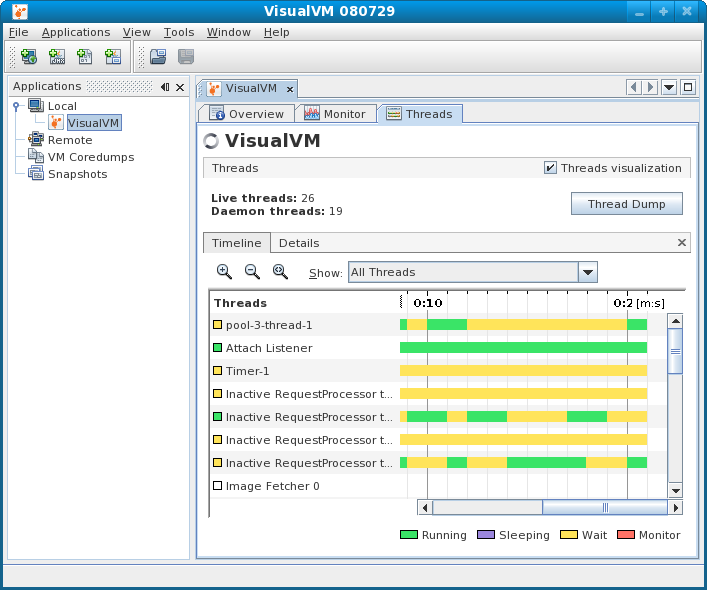 VisualVM 080729
File Applications View Tools Window Help
Applications
Local
VisualVM
Remote
VM Coredumps
Snapshots
VisualVM
Overview Monitor Threads
VisualVM
Threads Threads visualization
Live threads: 26
Daemon threads: 19
Thread Dump
Timeline Details
Show: All Threads
Threads 0:10 0:2 [m:s]
pool-3-thread-1
Attach Listener
Timer-1
Inactive RequestProcessor t...
Inactive RequestProcessor t...
Inactive RequestProcessor t...
Inactive RequestProcessor t...
Image Fetcher 0
Running Sleeping Wait Monitor